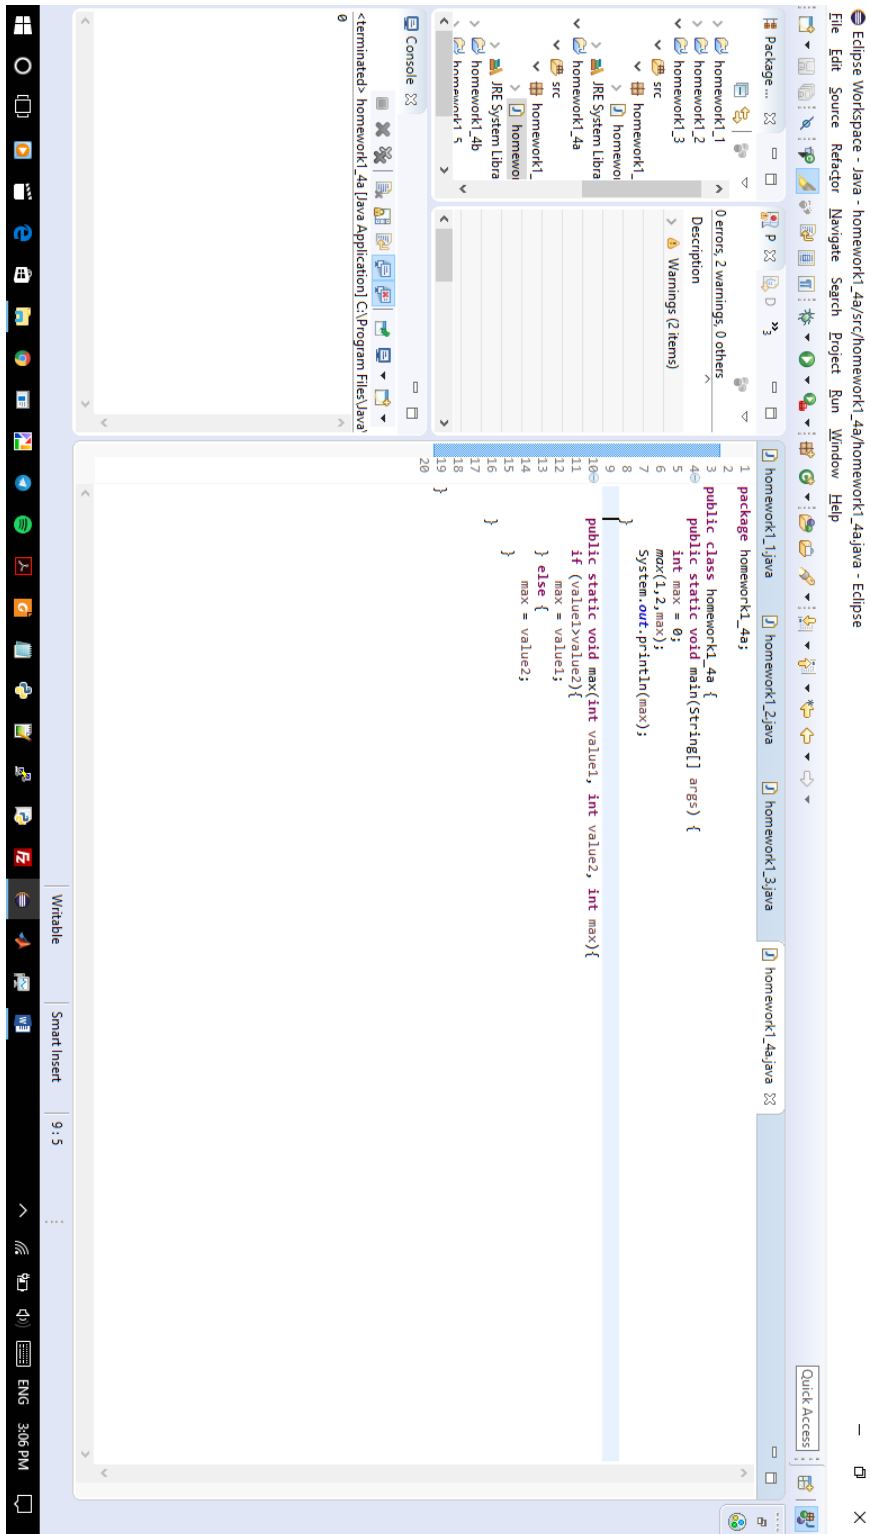 Eclipse Workspace - Java - homework1_4a/src/homework1_4a/homework1_4a.java - Eclipse
File Edit Source Refactor Navigate Search Project Run Window Help
Quick Access
Package ...
homework1_1
homework1_2
homework1_3
src
homework1_
homewo
JRE System Libra
homework1_4a
src
homework1_
homewor
JRE System Libra
homework1_4b
homework1_5
P
D
3
0 errors, 2 warnings, 0 others
Description
Warnings (2 items)
Console
<terminated> homework1_4a [Java Application] C:\Program Files\Java\
0
homework1_1.java homework1_2.java homework1_3.java homework1_4a.java
1 package homework1_4a;
2
3 public class homework1_4a {
4 public static void main(String[] args) {
5 int max = 0;
6 max(1,2,max);
7 System.out.println(max);
8 }
9
10 public static void max(int value1, int value2, int max){
11 if (value1>value2){
12 max = value1;
13 } else {
14 max = value2;
15 }
16 }
17
18
19 }
20
Writable Smart Insert 9 : 5
ENG 3:06 PM